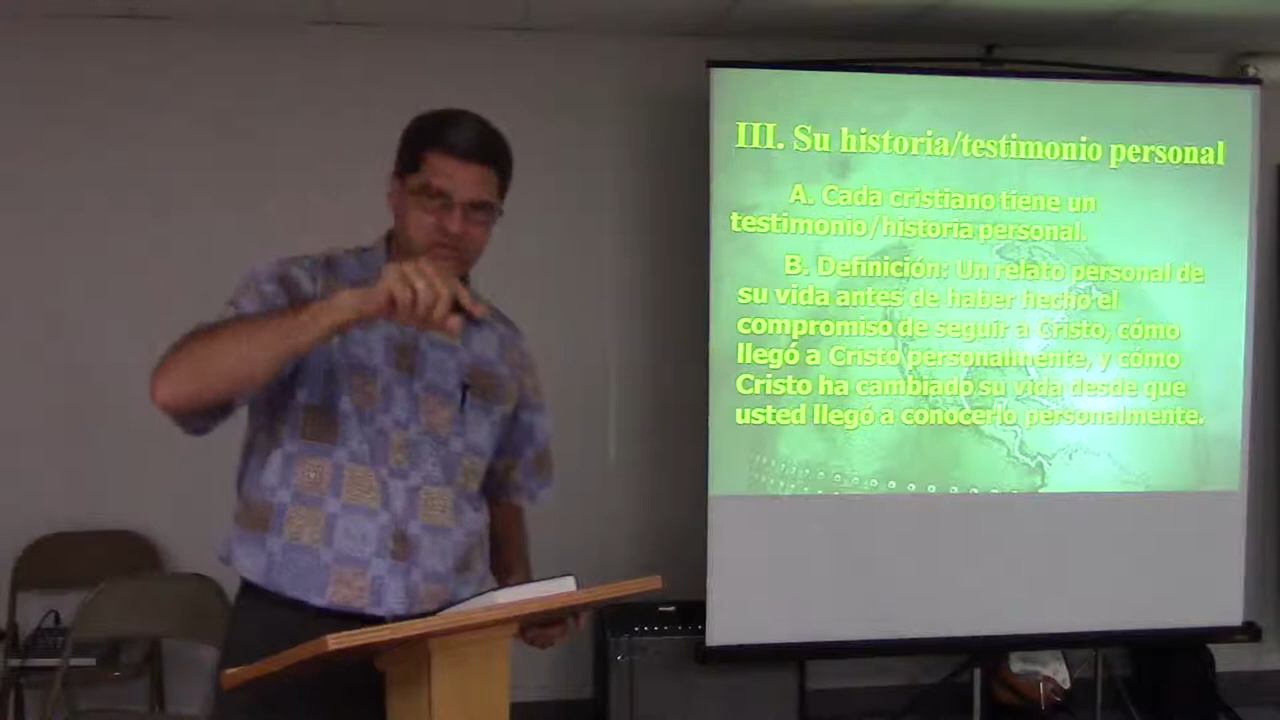 III. Su historia/testimonio personal
A. Cada cristiano tiene un
testimonio/historia personal.
B. Definición: Un relato personal de
su vida antes de haber hecho el
compromiso de seguir a Cristo, cómo
llegó a Cristo personalmente, y cómo
Cristo ha cambiado su vida desde que
usted llegó a conocerlo personalmente.